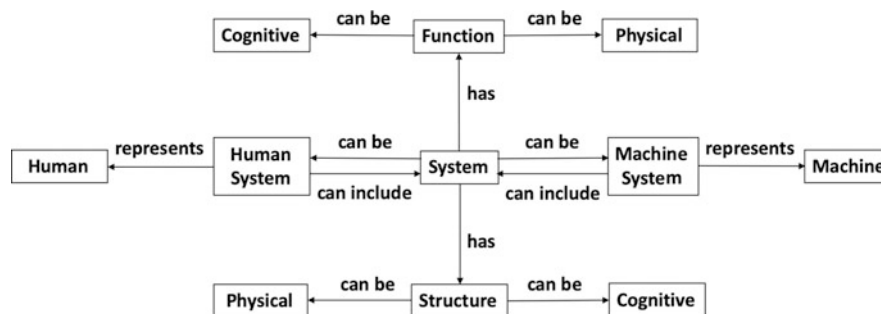 can be
can be
Cognitive
Function
Physical
has
represents
can be
can be
represents
Human
Human
System
System
Machine
System
Machine
can include
can include
has
can be
can be
Physical
Structure
Cognitive